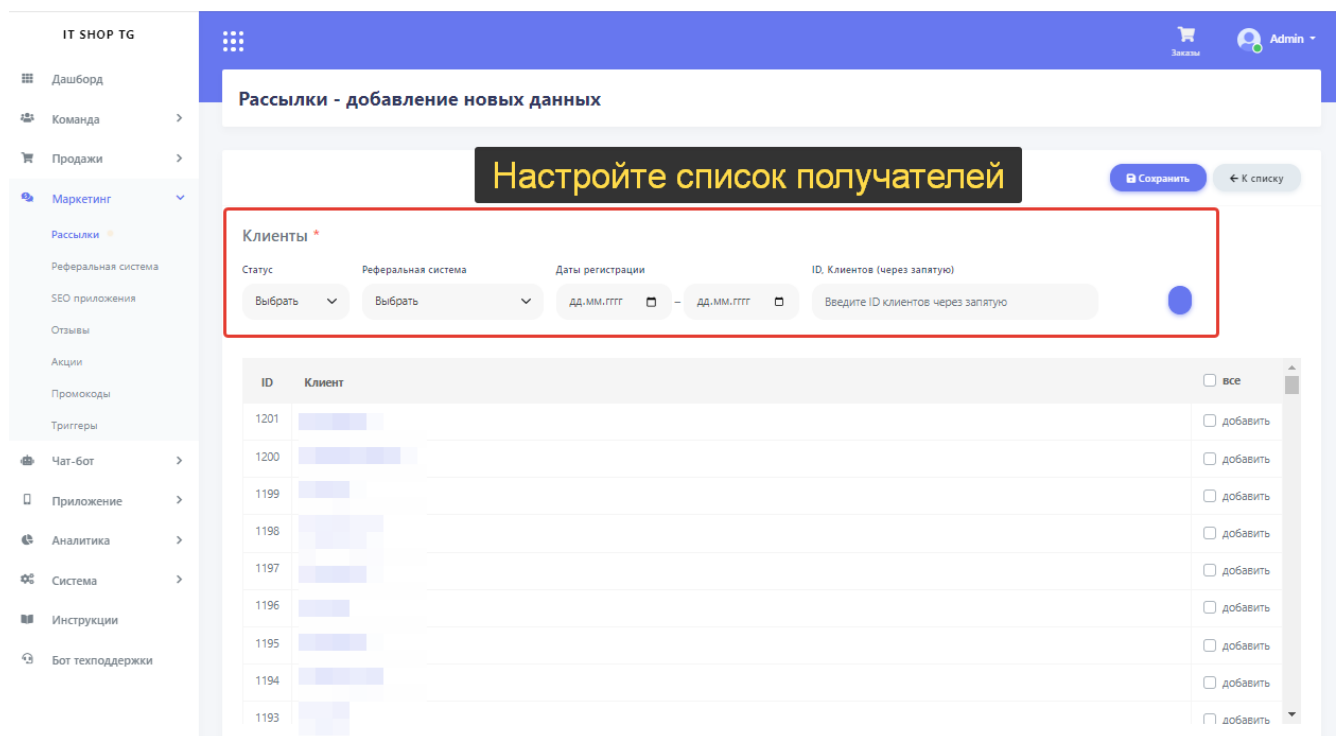 IT SHOP TG
Заказы
Admin
Дашборд
Команда
Продажи
Маркетинг
Рассылки
Реферальная система
SEO приложения
Отзывы
Акции
Промокоды
Триггеры
Чат-бот
Приложение
Аналитика
Система
Инструкции
Бот техподдержки
Рассылки - добавление новых данных
Настройте список получателей
Сохранить
К списку
Клиенты *
Статус Реферальная система Даты регистрации ID, Клиентов (через запятую)
Выбрать Выбрать дд.мм.гггг – дд.мм.гггг Введите ID клиентов через запятую
ID Клиент все
1201 добавить
1200 добавить
1199 добавить
1198 добавить
1197 добавить
1196 добавить
1195 добавить
1194 добавить
1193 добавить